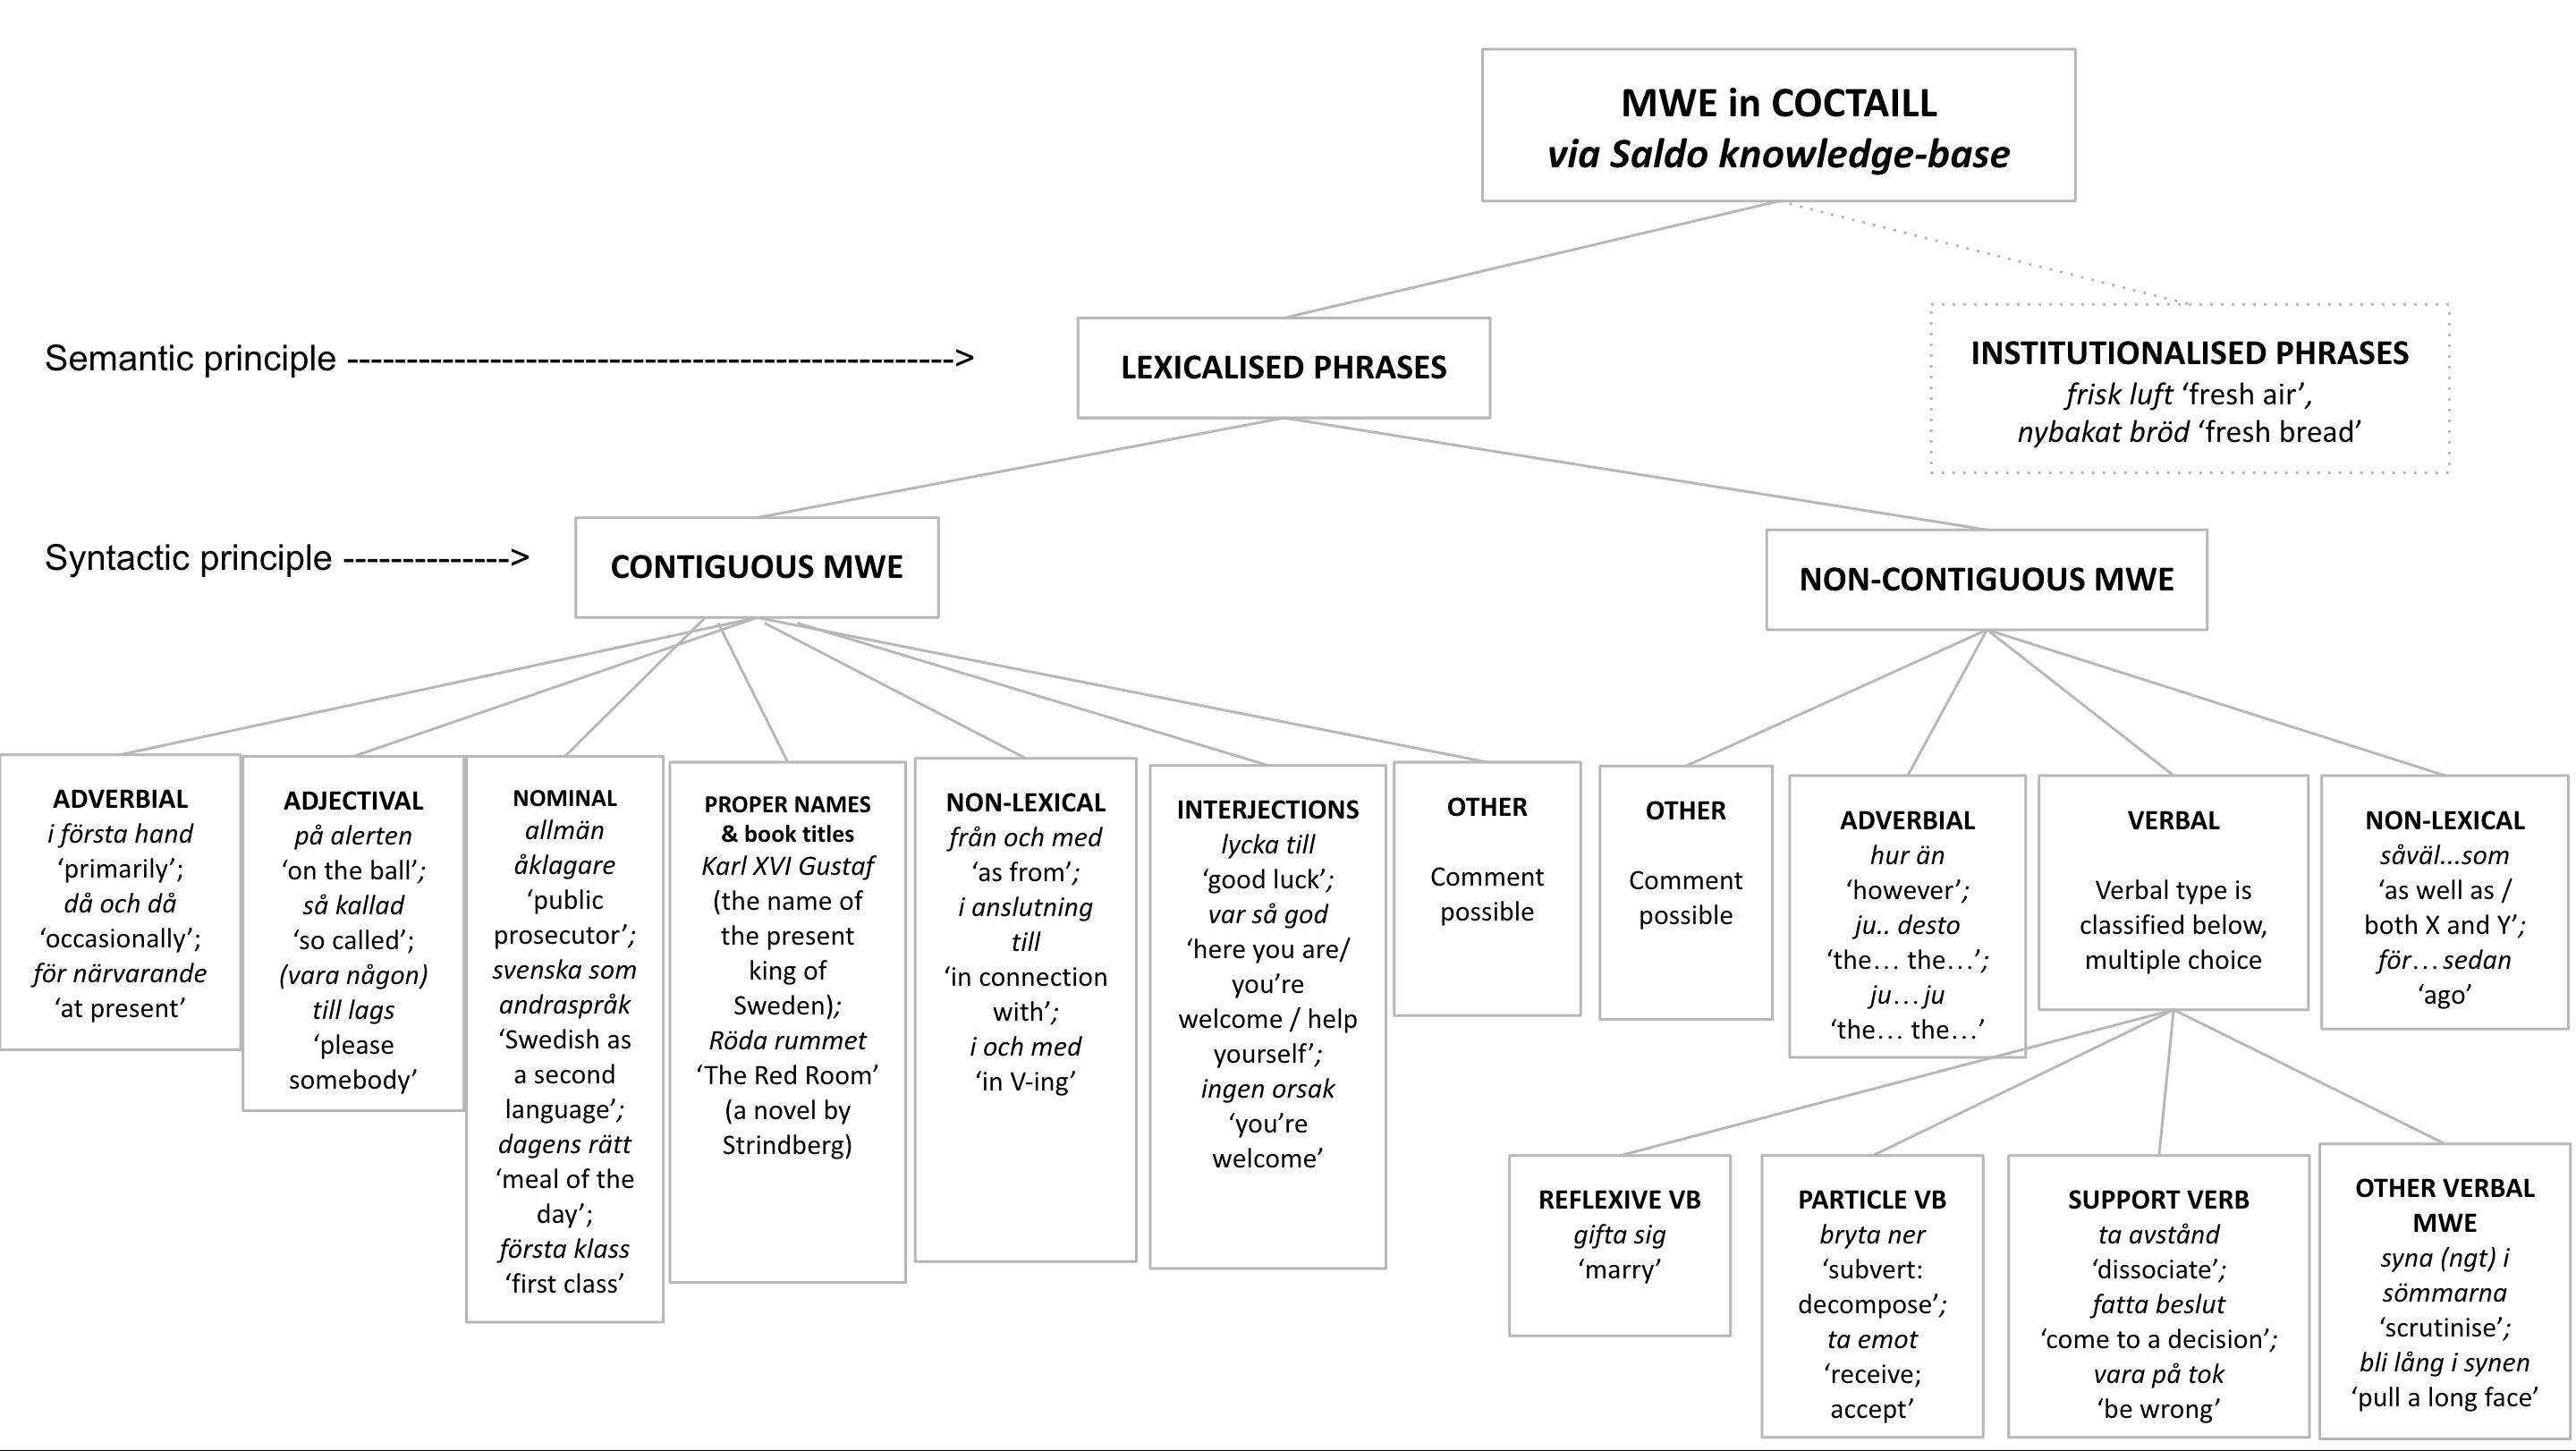 MWE in COCTAILL
via Saldo knowledge-base
Semantic principle --------------------------------------------------->
LEXICALISED PHRASES
INSTITUTIONALISED PHRASES
frisk luft ‘fresh air’,
nybakat bröd ‘fresh bread’
Syntactic principle -------------->
CONTIGUOUS MWE
NON-CONTIGUOUS MWE
ADVERBIAL
i första hand
‘primarily’;
då och då
‘occasionally’;
för närvarande
‘at present’
ADJECTIVAL
på alerten
‘on the ball’;
så kallad
‘so called’;
(vara någon)
till lags
‘please
somebody’
NOMINAL
allmän
åklagare
‘public
prosecutor’;
svenska som
andraspråk
‘Swedish as
a second
language’;
dagens rätt
‘meal of the
day’;
första klass
‘first class’
PROPER NAMES
& book titles
Karl XVI Gustaf
(the name of
the present
king of
Sweden);
Röda rummet
‘The Red Room’
(a novel by
Strindberg)
NON-LEXICAL
från och med
‘as from’;
i anslutning
till
‘in connection
with’;
i och med
‘in V-ing’
INTERJECTIONS
lycka till
‘good luck’;
var så god
‘here you are/
you’re
welcome / help
yourself’;
ingen orsak
‘you’re
welcome’
OTHER
Comment
possible
OTHER
Comment
possible
ADVERBIAL
hur än
‘however’;
ju.. desto
‘the… the…’;
ju…ju
‘the… the…’
VERBAL
Verbal type is
classified below,
multiple choice
NON-LEXICAL
såväl...som
‘as well as /
both X and Y’;
för…sedan
‘ago’
REFLEXIVE VB
gifta sig
‘marry’
PARTICLE VB
bryta ner
‘subvert:
decompose’;
ta emot
‘receive;
accept’
SUPPORT VERB
ta avstånd
‘dissociate’;
fatta beslut
‘come to a decision’;
vara på tok
‘be wrong’
OTHER VERBAL
MWE
syna (ngt) i
sömmarna
‘scrutinise’;
bli lång i synen
‘pull a long face’